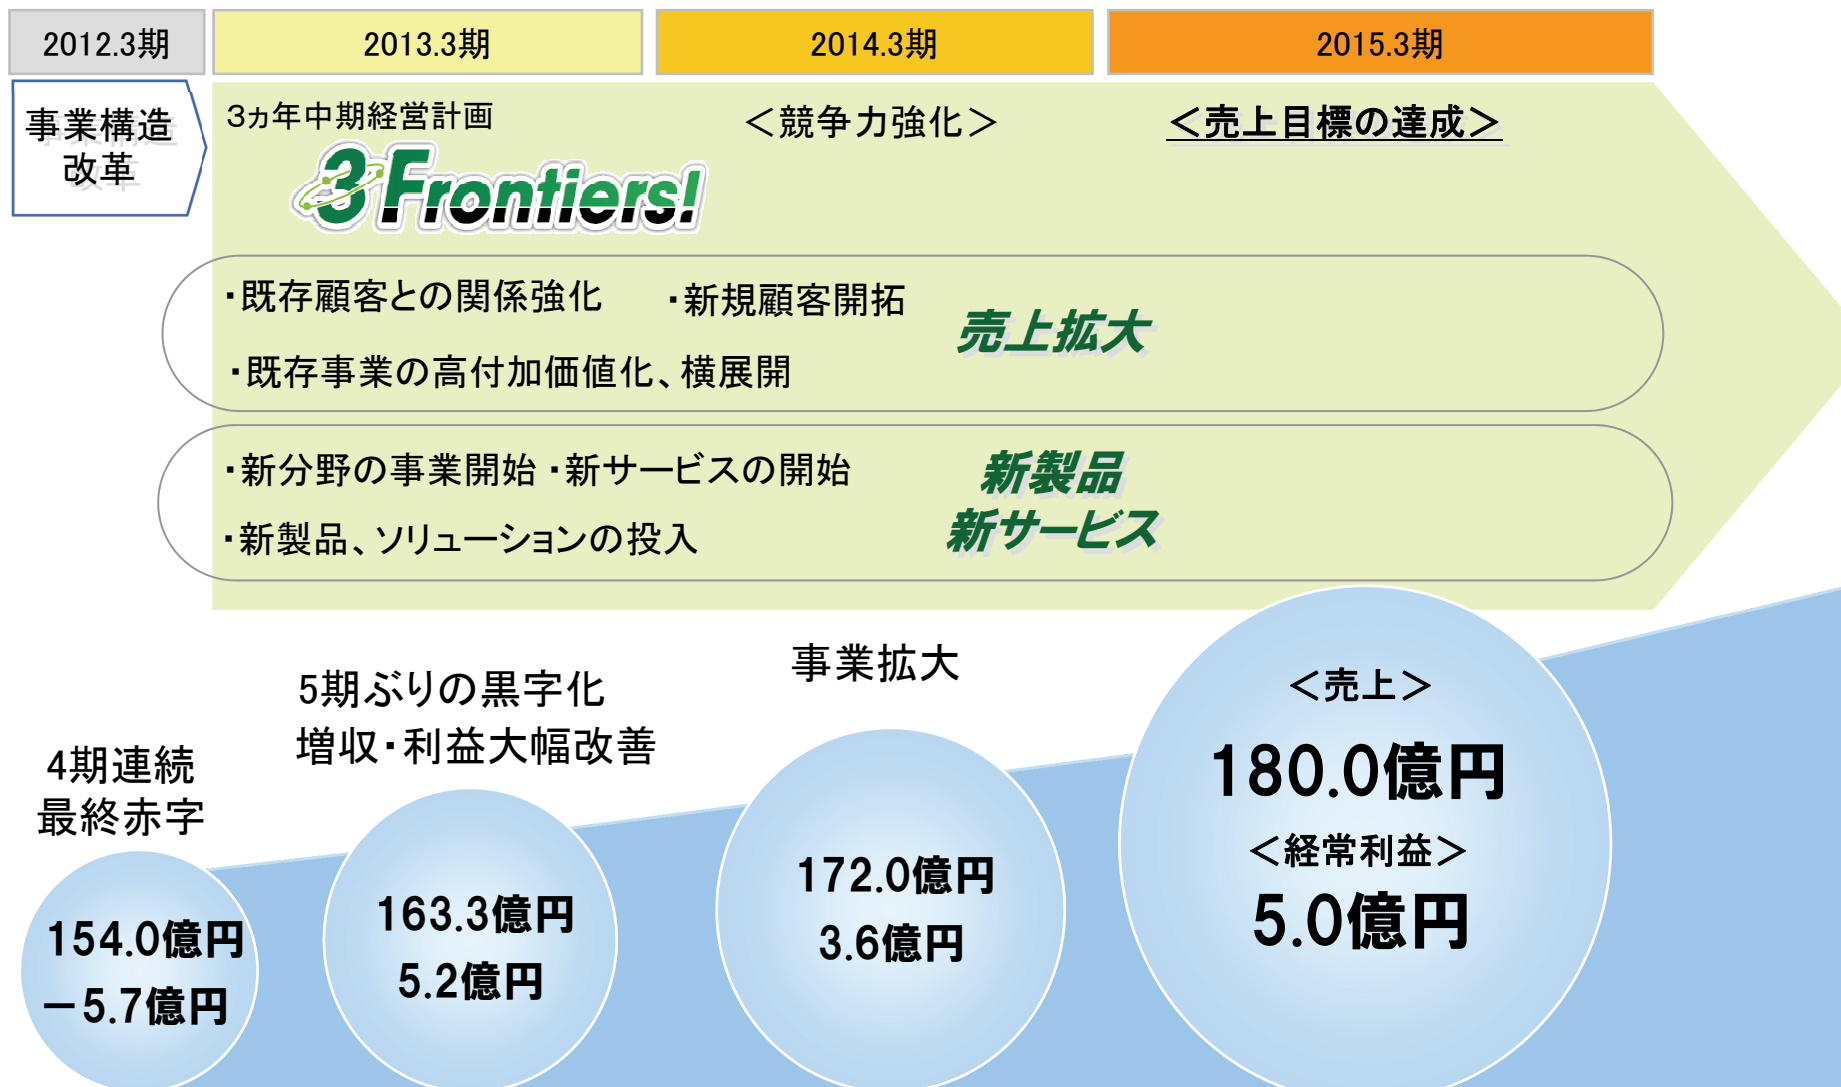 2012.3期
2013.3期
2014.3期
2015.3期
事業構造
改革
3ヵ年中期経営計画
3 Frontiers!
＜競争力強化＞
＜売上目標の達成＞
・既存顧客との関係強化
・新規顧客開拓
・既存事業の高付加価値化、横展開
売上拡大
・新分野の事業開始 ・新サービスの開始
・新製品、ソリューションの投入
新製品
新サービス
4期連続
最終赤字
154.0億円
－5.7億円
5期ぶりの黒字化
増収・利益大幅改善
163.3億円
5.2億円
事業拡大
172.0億円
3.6億円
＜売上＞
180.0億円
＜経常利益＞
5.0億円